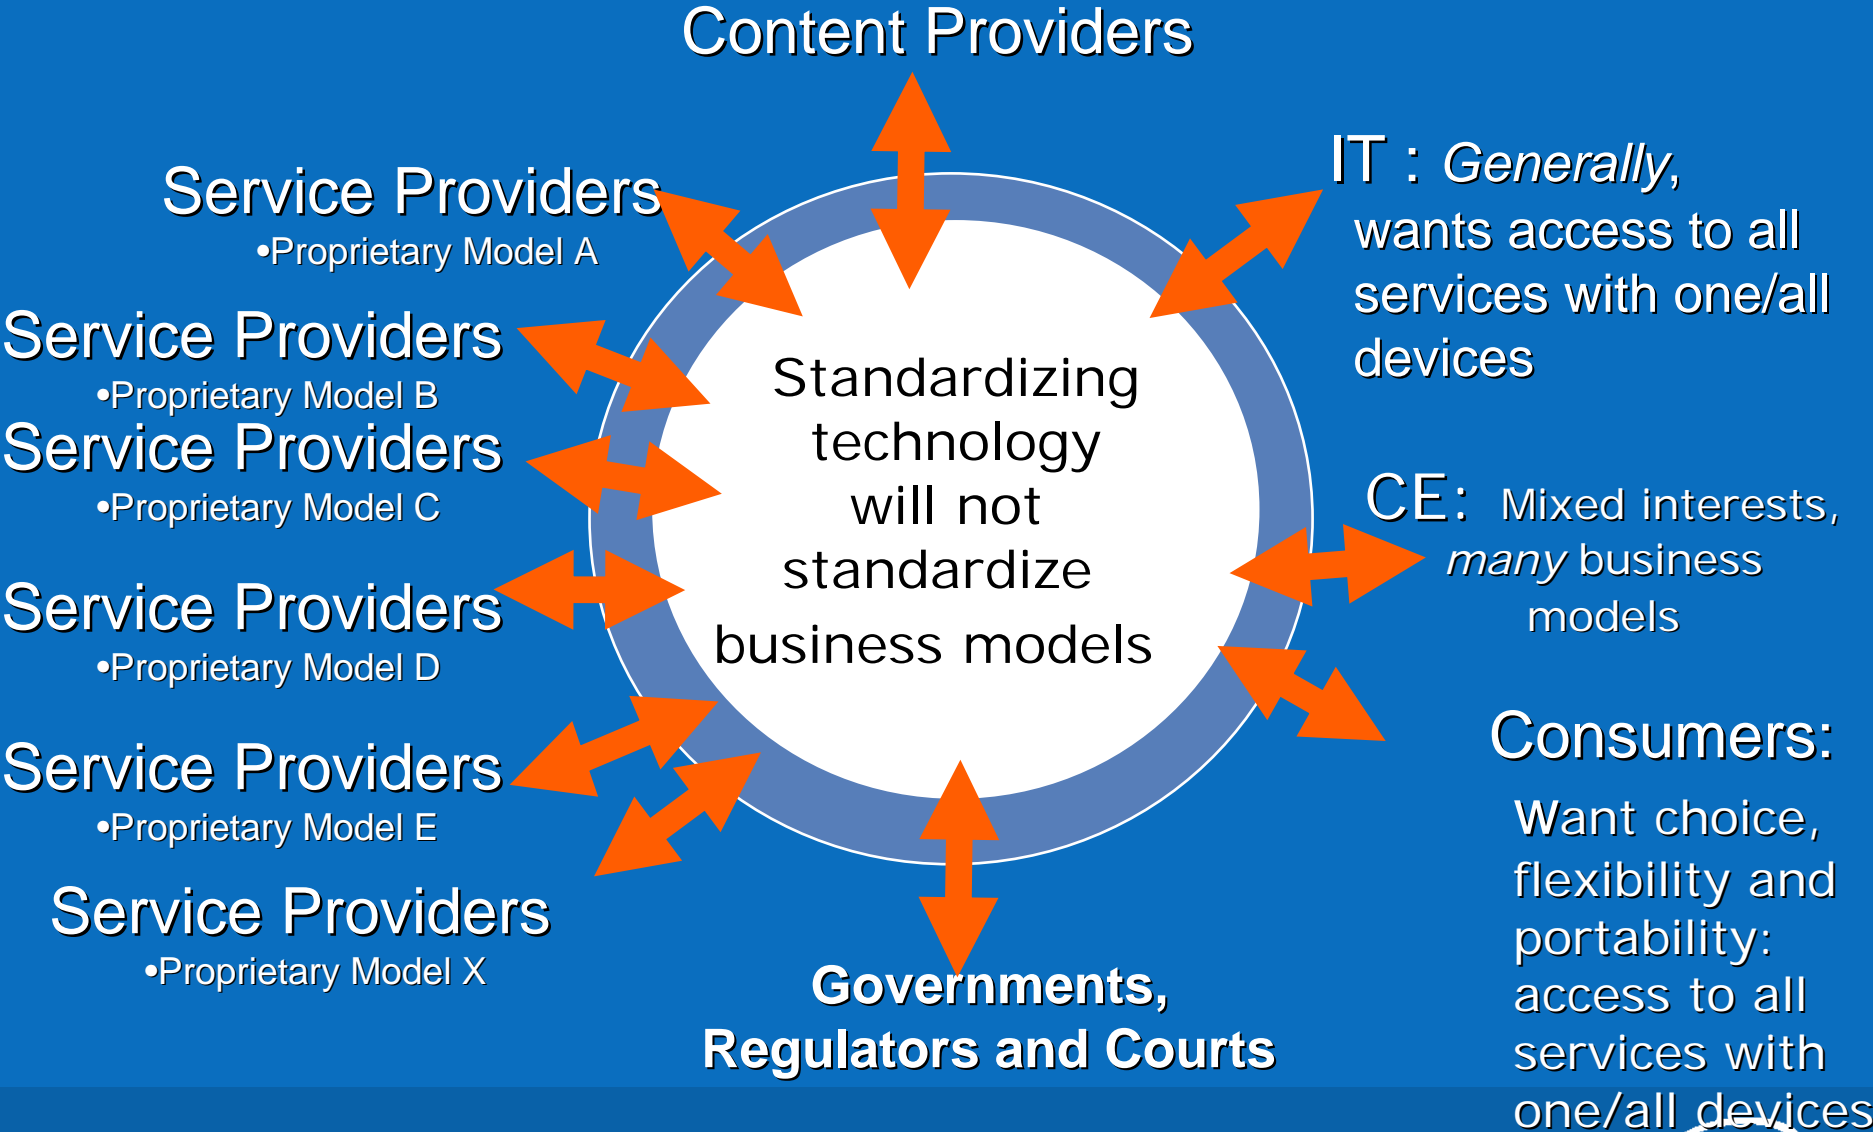 Content Providers
Service Providers
•Proprietary Model A
Service Providers
•Proprietary Model B
Service Providers
•Proprietary Model C
Service Providers
•Proprietary Model D
Service Providers
•Proprietary Model E
Service Providers
•Proprietary Model X
Standardizing
technology
will not
standardize
business models
IT : Generally,
wants access to all
services with one/all
devices
CE: Mixed interests,
many business
models
Consumers:
Want choice,
flexibility and
portability:
access to all
services with
one/all devices
Governments,
Regulators and Courts